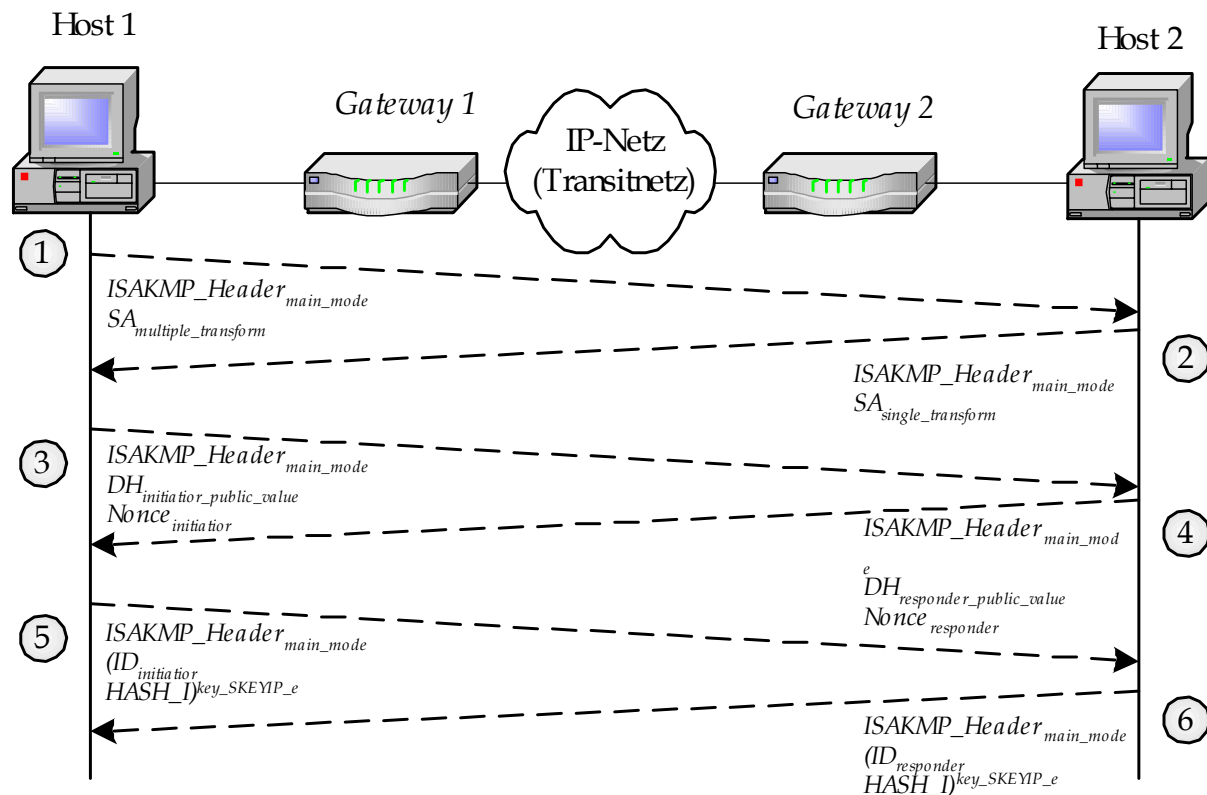 Host 1
Host 2
Gateway 1
Gateway 2
IP-Netz
(Transitnetz)
1
ISAKMP_Header main_mode
SA multiple_transform
2
ISAKMP_Header main_mode
SA single_transform
3
ISAKMP_Header main_mode
DH initiatior_public_value
Nonce initiatior
4
ISAKMP_Header main_mod
e
DH responder_public_value
Nonce responder
5
ISAKMP_Header main_mode
(ID initiatior
HASH_I) key_SKEYIP_e
6
ISAKMP_Header main_mode
(ID responder
HASH_I) key_SKEYIP_e